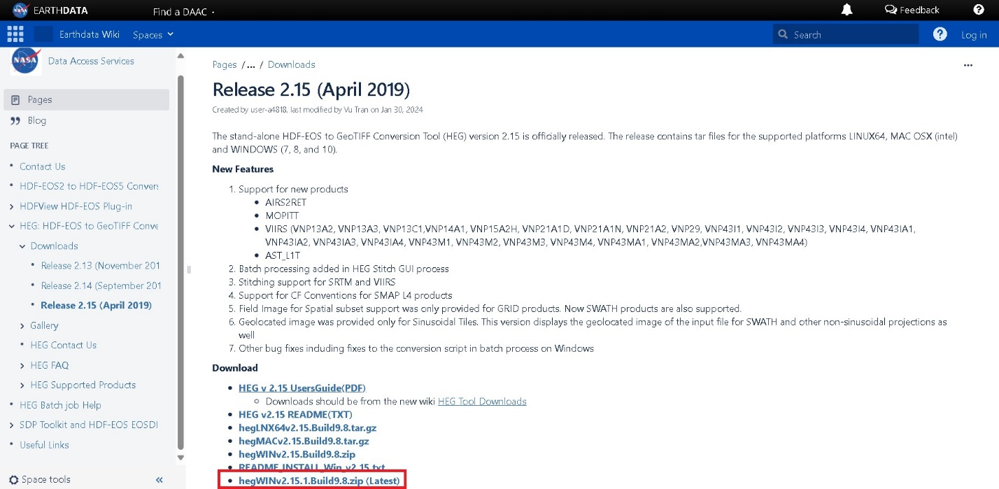 EARTHDATA
Find a DAAC
Feedback
Earthdata Wiki
Spaces
Search
Log in
NASA
Data Access Services
Pages
Blog
PAGE TREE
Contact Us
HDF-EOS2 to HDF-EOS5 Convers
HDFView HDF-EOS Plug-in
HEG: HDF-EOS to GeoTIFF Conve
Downloads
Release 2.13 (November 201
Release 2.14 (September 201
Release 2.15 (April 2019)
Gallery
HEG Contact Us
HEG FAQ
HEG Supported Products
HEG Batch job Help
SDP Toolkit and HDF-EOS EOSDI
Useful Links
Space tools
Pages /... / Downloads
Release 2.15 (April 2019)
Created by user-a4818, last modified by Vu Tran on Jan 30, 2024
The stand-alone HDF-EOS to GeoTIFF Conversion Tool (HEG) version 2.15 is officially released. The release contains tar files for the supported platforms LINUX64, MAC OSX (intel)
and WINDOWS (7, 8, and 10).
New Features
1. Support for new products
AIRS2RET
MOPITT
VIIRS (VNP13A2, VNP13A3, VNP13C1,VNP14A1, VNP15A2H, VNP21A1D, VNP21A1N, VNP21A2, VNP29, VNP43I1, VNP43I2, VNP43I3, VNP43I4, VNP43IA1,
VNP43IA2, VNP43IA3, VNP43IA4, VNP43M1, VNP43M2, VNP43M3, VNP43M4, VNP43MA1, VNP43MA2,VNP43MA3, VNP43MA4)
AST_L1T
2. Batch processing added in HEG Stitch GUI process
3. Stitching support for SRTM and VIIRS
4. Support for CF Conventions for SMAP L4 products
5. Field Image for Spatial subset support was only provided for GRID products. Now SWATH products are also supported.
6. Geolocated image was provided only for Sinusoidal Tiles. This version displays the geolocated image of the input file for SWATH and other non-sinusoidal projections as
well
7. Other bug fixes including fixes to the conversion script in batch process on Windows
Download
HEG v 2.15 UsersGuide(PDF)
Downloads should be from the new wiki HEG Tool Downloads
HEG v2.15 README(TXT)
hegLNX64v2.15.Build9.8.tar.gz
hegMACv2.15.Build9.8.tar.gz
hegWINv2.15.Build9.8.zip
README_INSTALL_Win_v2.15.txt
hegWINv2.15.1.Build9.8.zip (Latest)